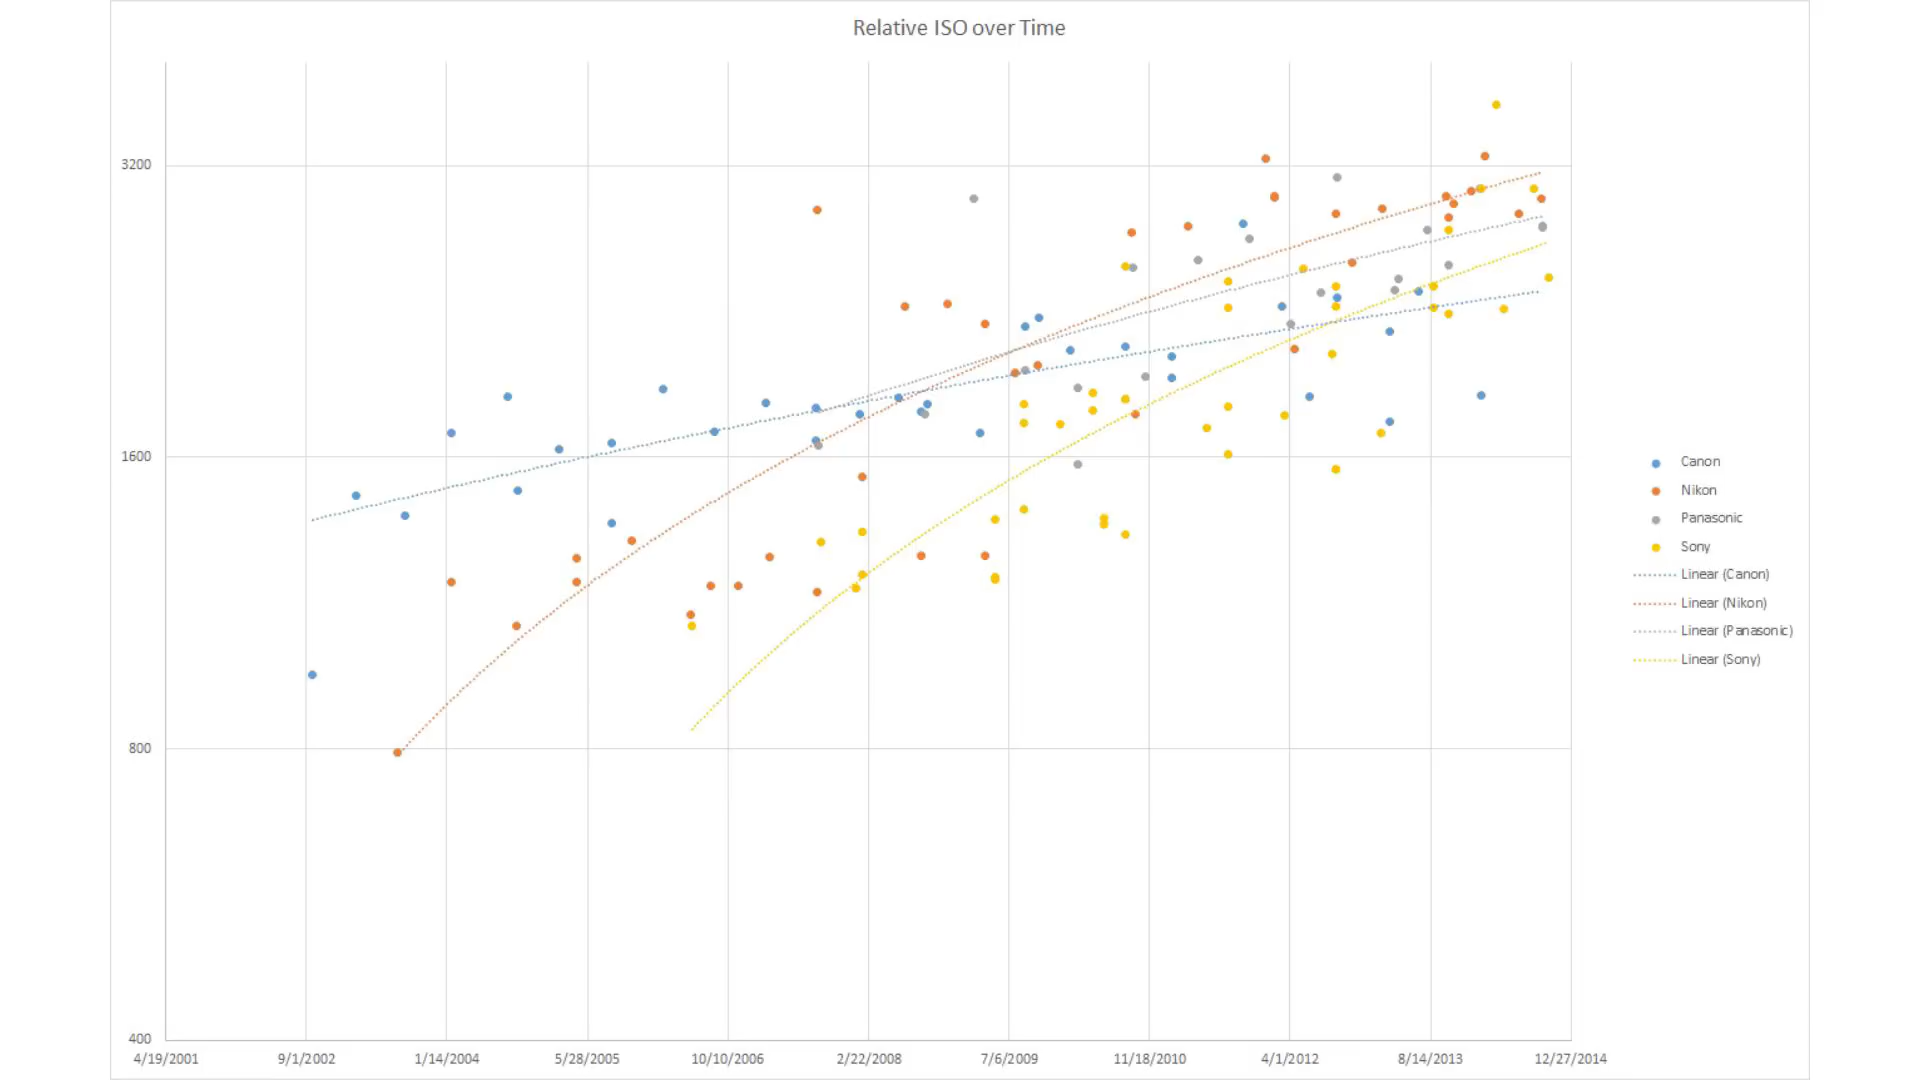 Relative ISO over Time
3200
1600
800
400
4/19/2001 9/1/2002 1/14/2004 5/28/2005 10/10/2006 2/22/2008 7/6/2009 11/18/2010 4/1/2012 8/14/2013 12/27/2014
Canon
Nikon
Panasonic
Sony
Linear (Canon)
Linear (Nikon)
Linear (Panasonic)
Linear (Sony)